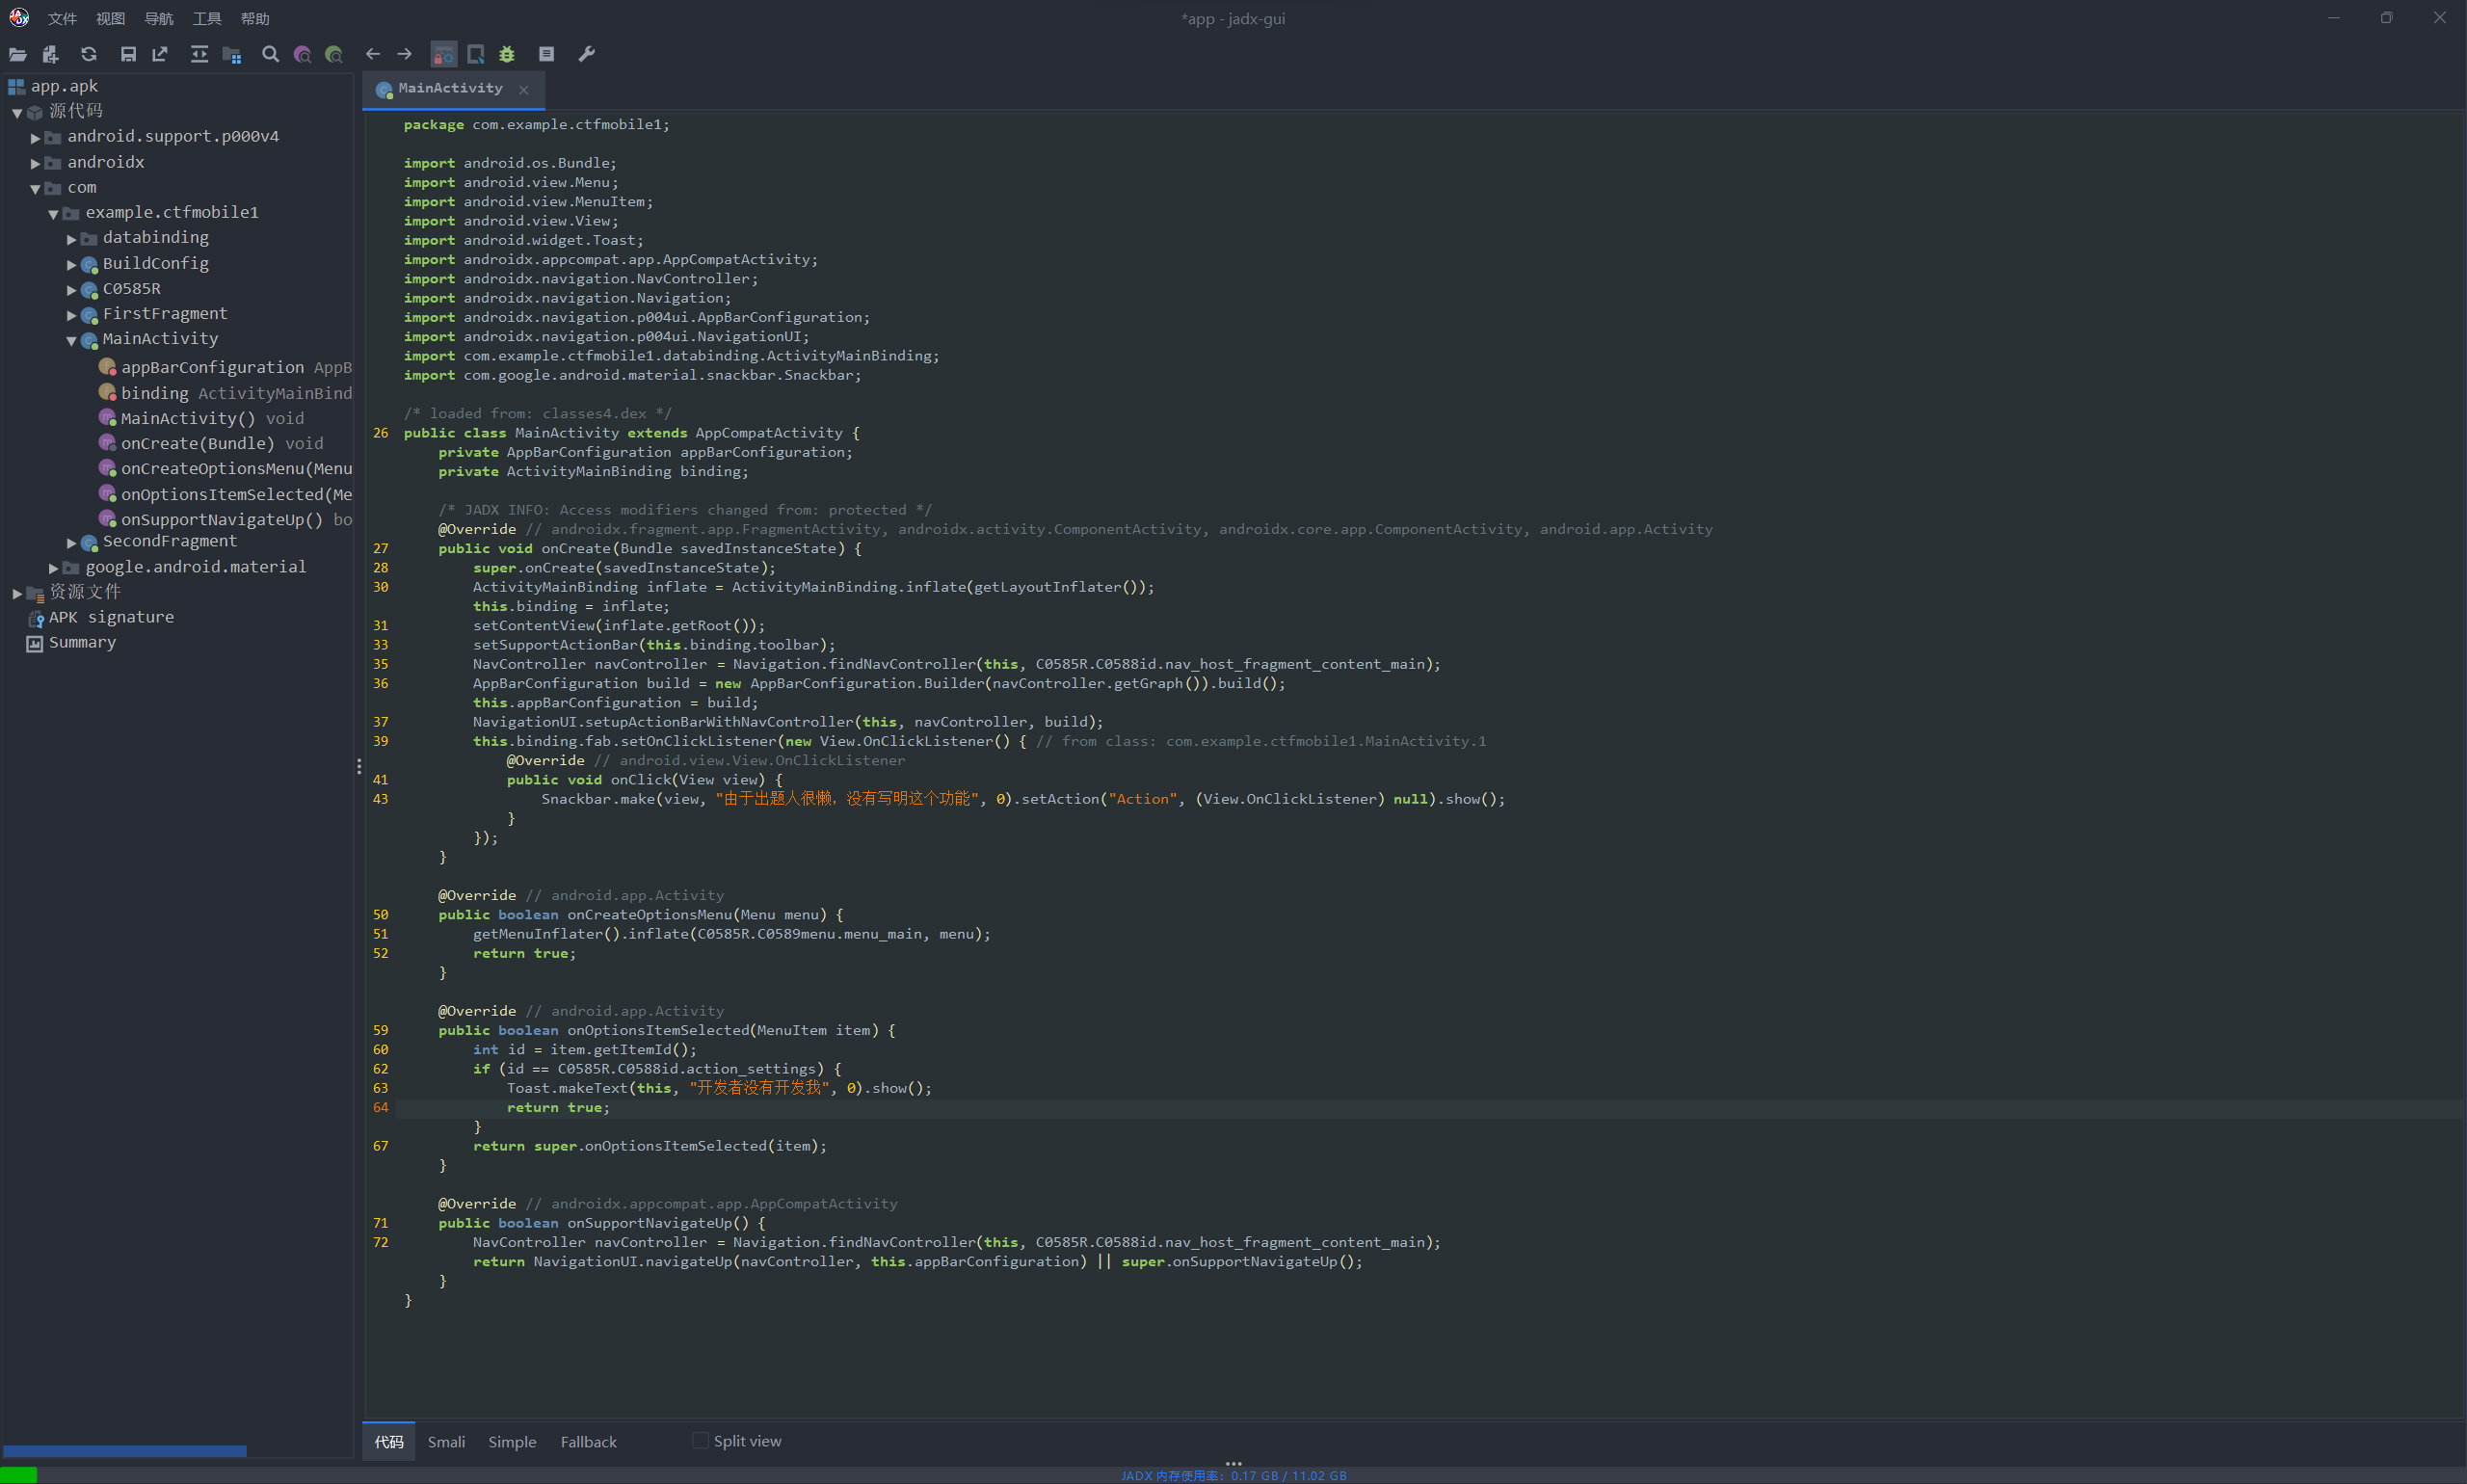 文件 视图 导航 工具 帮助
*app - jadx-gui
app.apk
源代码
android.support.p000v4
androidx
com
example.ctfmobile1
databinding
BuildConfig
C0585R
FirstFragment
MainActivity
appBarConfiguration AppB
binding ActivityMainBind
MainActivity() void
onCreate(Bundle) void
onCreateOptionsMenu(Menu
onOptionsItemSelected(Me
onSupportNavigateUp() bo
SecondFragment
google.android.material
资源文件
APK signature
Summary
MainActivity
package com.example.ctfmobile1;
import android.os.Bundle;
import android.view.Menu;
import android.view.MenuItem;
import android.view.View;
import android.widget.Toast;
import androidx.appcompat.app.AppCompatActivity;
import androidx.navigation.NavController;
import androidx.navigation.Navigation;
import androidx.navigation.p004ui.AppBarConfiguration;
import androidx.navigation.p004ui.NavigationUI;
import com.example.ctfmobile1.databinding.ActivityMainBinding;
import com.google.android.material.snackbar.Snackbar;
/* loaded from: classes4.dex */
26 public class MainActivity extends AppCompatActivity {
private AppBarConfiguration appBarConfiguration;
private ActivityMainBinding binding;
/* JADX INFO: Access modifiers changed from: protected */
@Override // androidx.fragment.app.FragmentActivity, androidx.activity.ComponentActivity, androidx.core.app.ComponentActivity, android.app.Activity
27 public void onCreate(Bundle savedInstanceState) {
28 super.onCreate(savedInstanceState);
30 ActivityMainBinding inflate = ActivityMainBinding.inflate(getLayoutInflater());
this.binding = inflate;
31 setContentView(inflate.getRoot());
33 setSupportActionBar(this.binding.toolbar);
35 NavController navController = Navigation.findNavController(this, C0585R.C0588id.nav_host_fragment_content_main);
36 AppBarConfiguration build = new AppBarConfiguration.Builder(navController.getGraph()).build();
this.appBarConfiguration = build;
37 NavigationUI.setupActionBarWithNavController(this, navController, build);
39 this.binding.fab.setOnClickListener(new View.OnClickListener() { // from class: com.example.ctfmobile1.MainActivity.1
@Override // android.view.View.OnClickListener
41 public void onClick(View view) {
43 Snackbar.make(view, "由于出题人很懒，没有写明这个功能", 0).setAction("Action", (View.OnClickListener) null).show();
}
});
}
@Override // android.app.Activity
50 public boolean onCreateOptionsMenu(Menu menu) {
51 getMenuInflater().inflate(C0585R.C0589menu.menu_main, menu);
52 return true;
}
@Override // android.app.Activity
59 public boolean onOptionsItemSelected(MenuItem item) {
60 int id = item.getItemId();
62 if (id == C0585R.C0588id.action_settings) {
63 Toast.makeText(this, "开发者没有开发我", 0).show();
64 return true;
}
67 return super.onOptionsItemSelected(item);
}
@Override // androidx.appcompat.app.AppCompatActivity
71 public boolean onSupportNavigateUp() {
72 NavController navController = Navigation.findNavController(this, C0585R.C0588id.nav_host_fragment_content_main);
return NavigationUI.navigateUp(navController, this.appBarConfiguration) || super.onSupportNavigateUp();
}
}
代码 Smali Simple Fallback Split view
JADX 内存使用率：0.17 GB / 11.02 GB